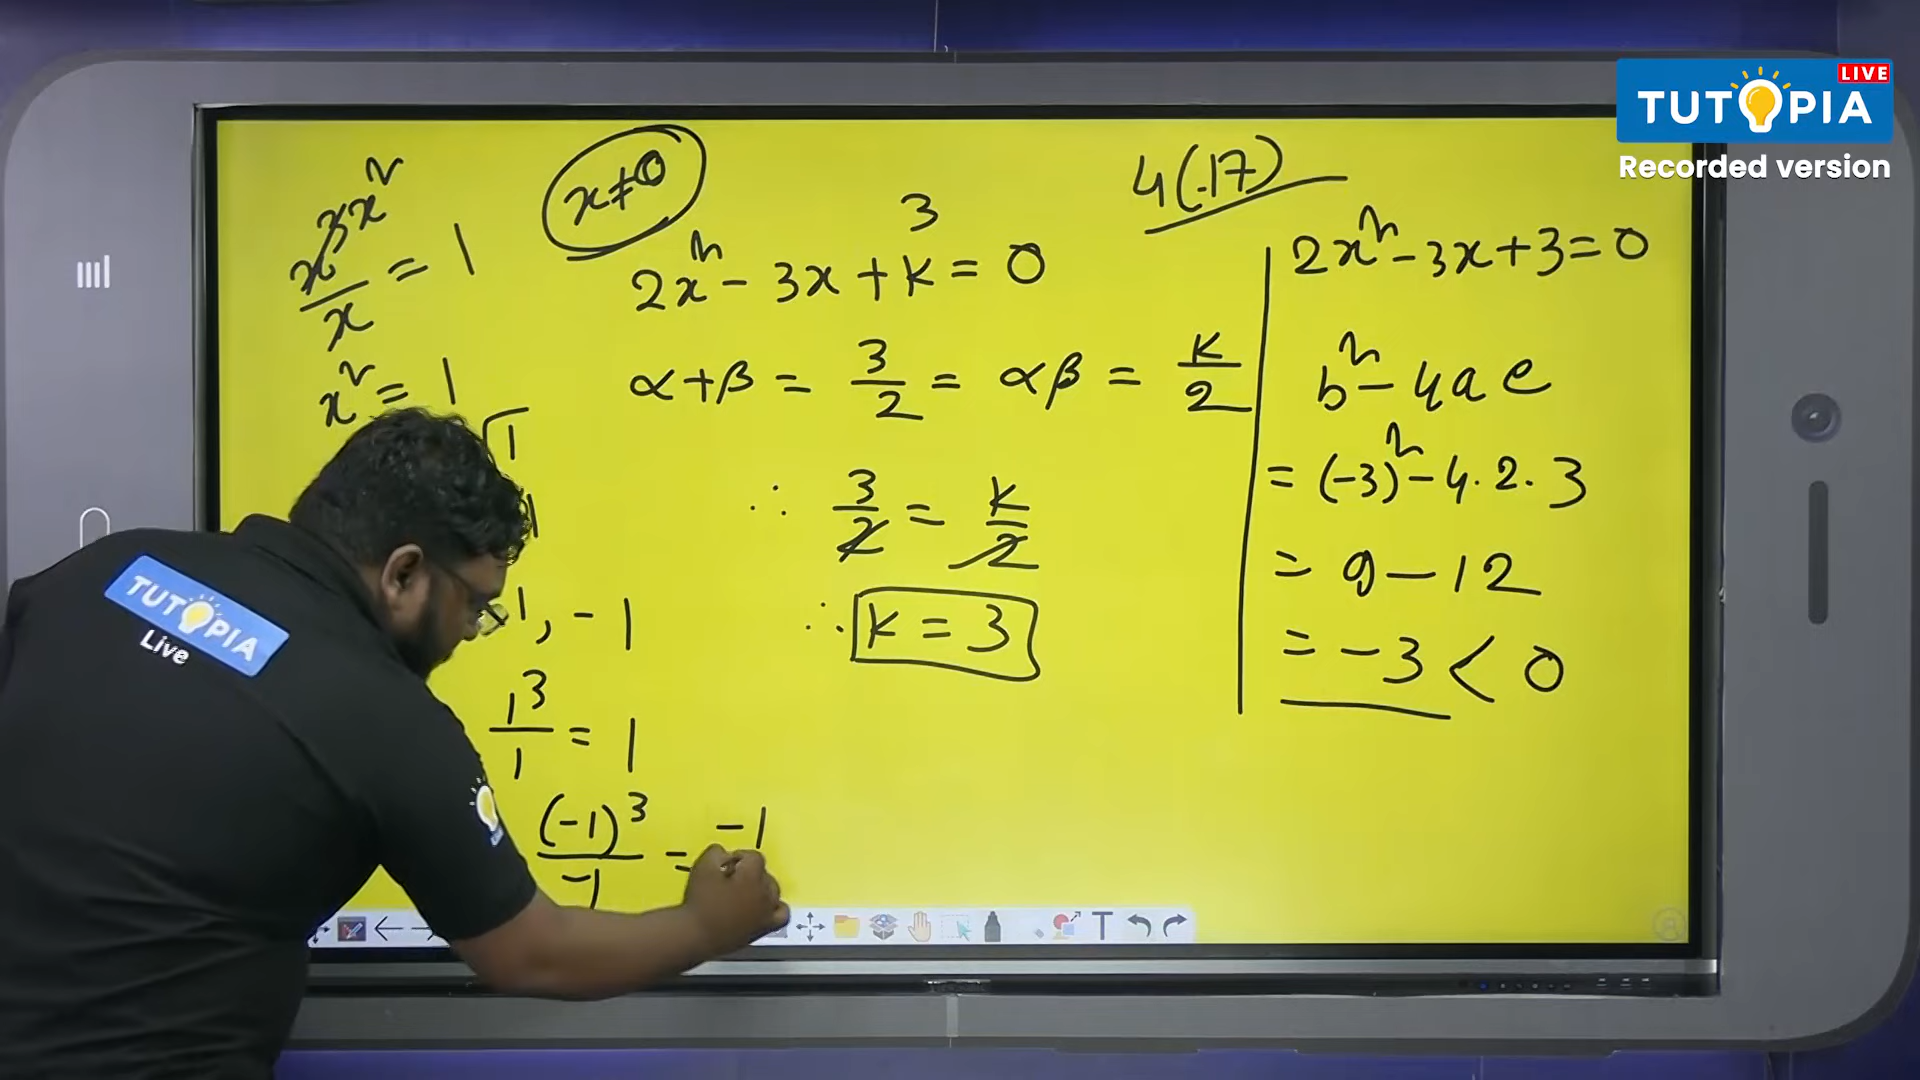 LIVE
TUTOPIA
Recorded version
x³x² / x = 1
x² = 1
√1
1, -1
1³/1 = 1
(-1)³/-1 = -1
x≠0
3
2x² - 3x + k = 0
α+β = 3/2 = αβ = k/2
∴ 3/2 = k/2
∴ k = 3
4(-17)
2x² - 3x + 3 = 0
b² - 4ac
= (-3)² - 4.2.3
= 9 - 12
= -3 < 0
TUTOPIA
Live
T